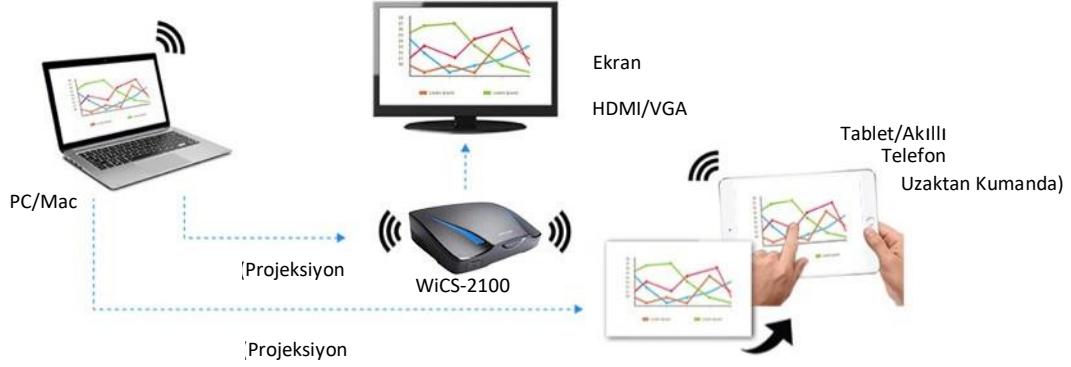 Ekran
HDMI/VGA
Tablet/Akıllı
Telefon
Uzaktan Kumanda)
PC/Mac
(Projeksiyon
WiCS-2100
(Projeksiyon